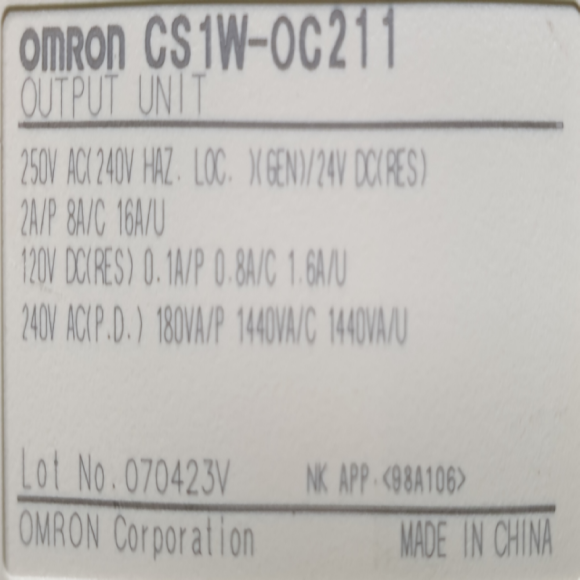 OMRON CS1W-OC211
OUTPUT UNIT
250V AC(240V HAZ. LOC. )(GEN)/24V DC(RES)
2A/P 8A/C 16A/U
120V DC(RES) 0.1A/P 0.8A/C 1.6A/U
240V AC(P.D.) 180VA/P 1440VA/C 1440VA/U
Lot No. 070423V NK APP.<98A106>
OMRON Corporation MADE IN CHINA